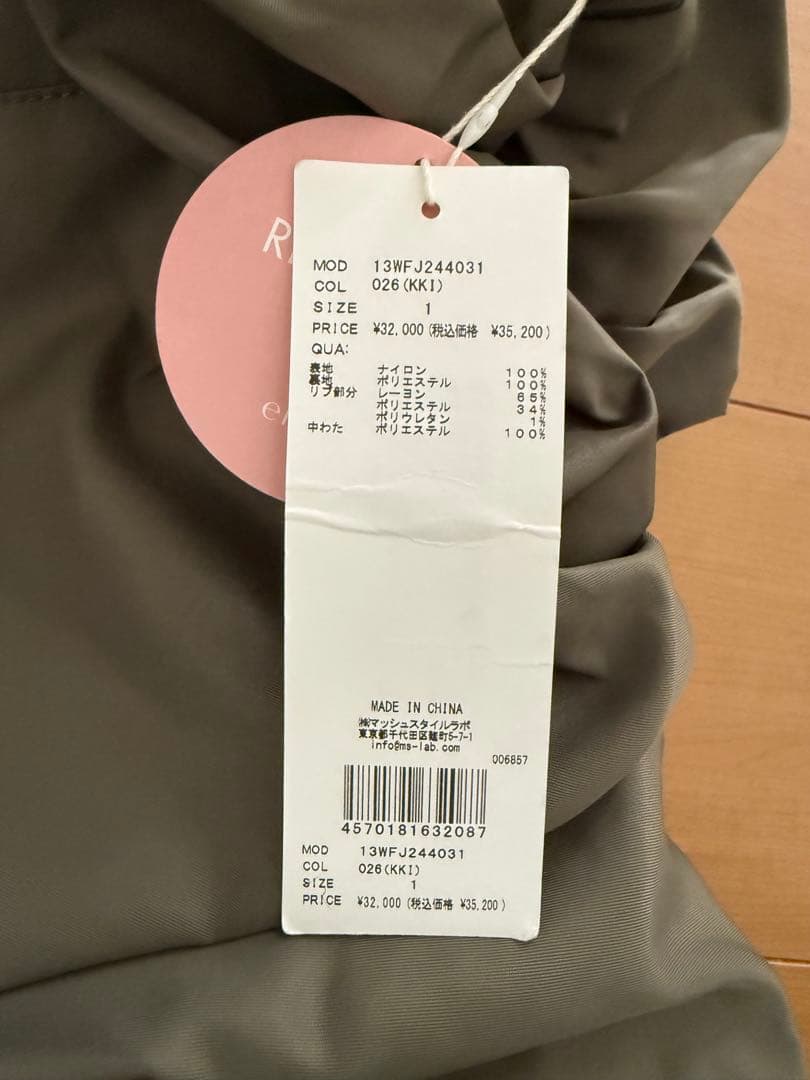 MOD 13WFJ244031
COL 026(KKI)
SIZE 1
PRICE ¥32,000(税込価格 ¥35,200)
QUA:
表地 ナイロン 100%
裏地 ポリエステル 100%
リブ部分 レーヨン 65%
ポリエステル 34%
ポリウレタン 1%
中わた ポリエステル 100%
MADE IN CHINA
㈱マッシュスタイルラボ
東京都千代田区麹町5-7-1
info@ms-lab.com
006857
4570181632087
MOD 13WFJ244031
COL 026(KKI)
SIZE 1
PRICE ¥32,000(税込価格 ¥35,200)